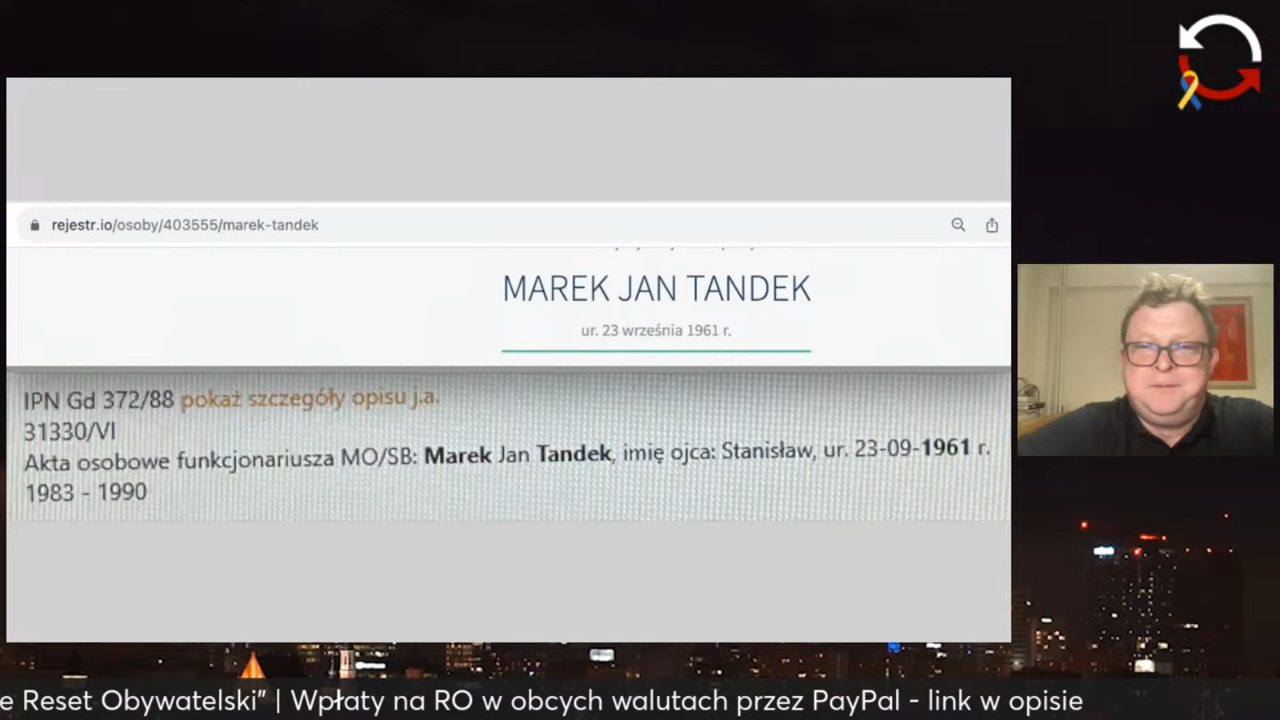 rejestr.io/osoby/403555/marek-tandek
MAREK JAN TANDEK
ur. 23 września 1961 r.
IPN Gd 372/88 pokaż szczegóły opisu j.a.
31330/VI
Akta osobowe funkcjonariusza MO/SB: Marek Jan Tandek, imię ojca: Stanisław, ur. 23-09-1961 r.
1983 - 1990
e Reset Obywatelski” | Wpłaty na RO w obcych walutach przez PayPal - link w opisie